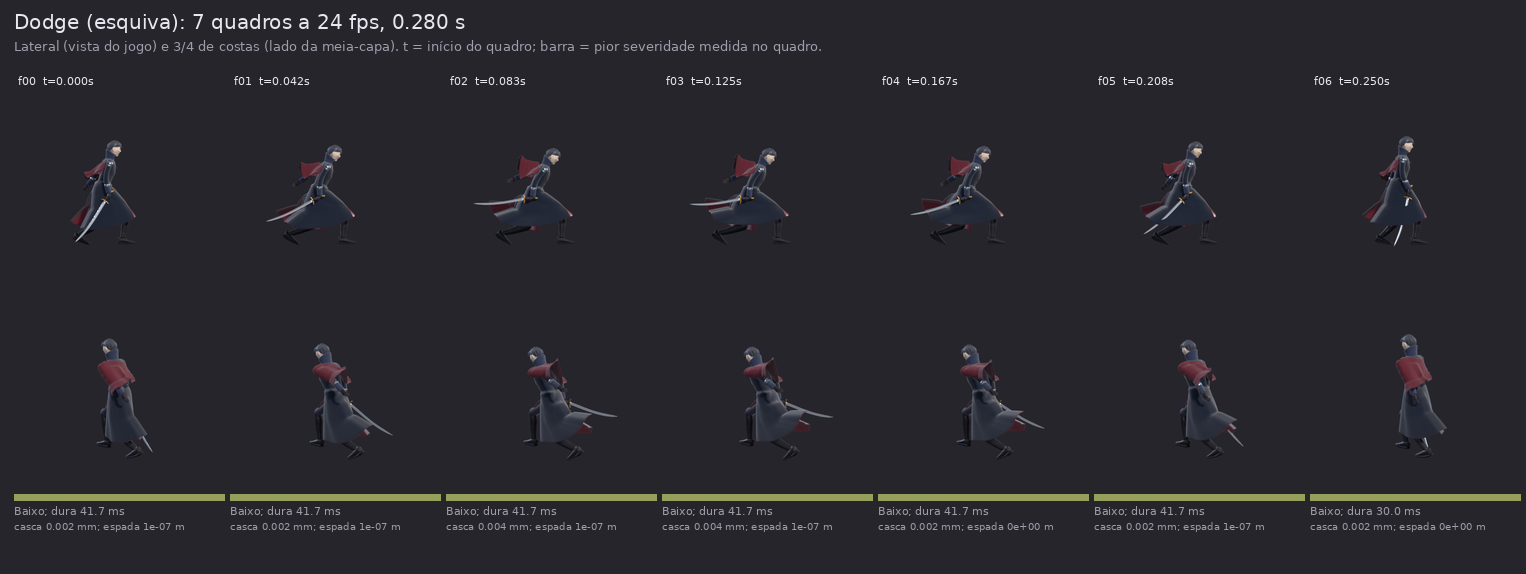 Dodge (esquiva): 7 quadros a 24 fps, 0.280 s
Lateral (vista do jogo) e 3/4 de costas (lado da meia-capa). t = início do quadro; barra = pior severidade medida no quadro.
f00 t=0.000s
f01 t=0.042s
f02 t=0.083s
f03 t=0.125s
f04 t=0.167s
f05 t=0.208s
f06 t=0.250s
Baixo; dura 41.7 ms
casca 0.002 mm; espada 1e-07 m
Baixo; dura 41.7 ms
casca 0.002 mm; espada 1e-07 m
Baixo; dura 41.7 ms
casca 0.004 mm; espada 1e-07 m
Baixo; dura 41.7 ms
casca 0.004 mm; espada 1e-07 m
Baixo; dura 41.7 ms
casca 0.002 mm; espada 0e+00 m
Baixo; dura 41.7 ms
casca 0.002 mm; espada 1e-07 m
Baixo; dura 30.0 ms
casca 0.002 mm; espada 0e+00 m